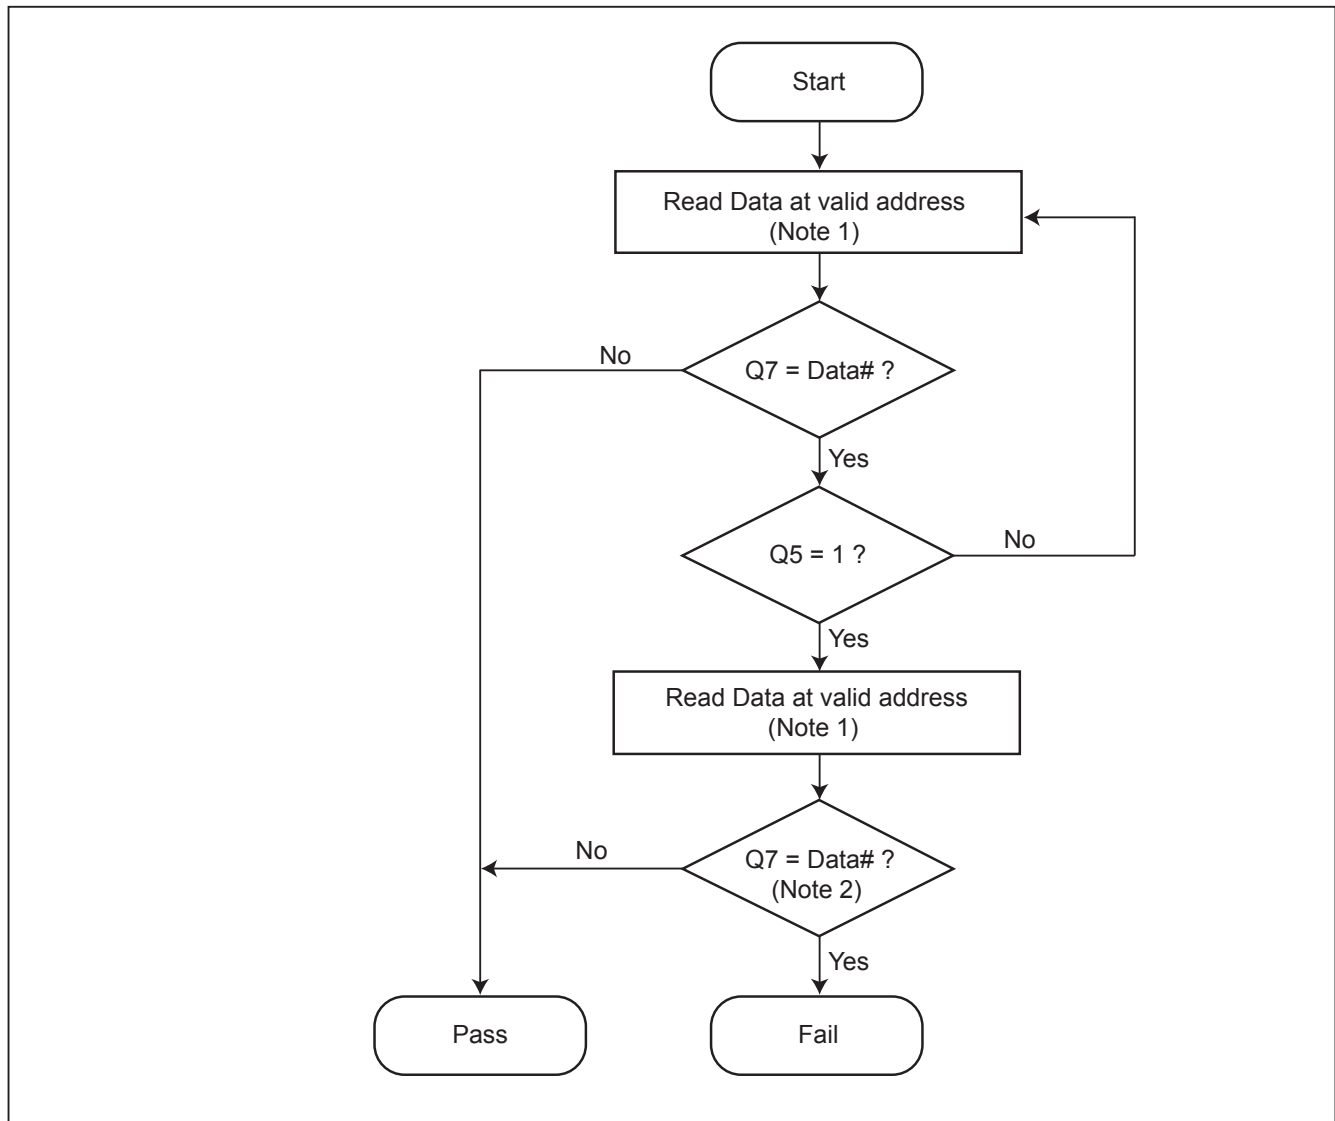 Start
Read Data at valid address
(Note 1)
No
Q7 = Data# ?
Yes
Q5 = 1 ?
No
Yes
Read Data at valid address
(Note 1)
No
Q7 = Data# ?
(Note 2)
Yes
Pass
Fail